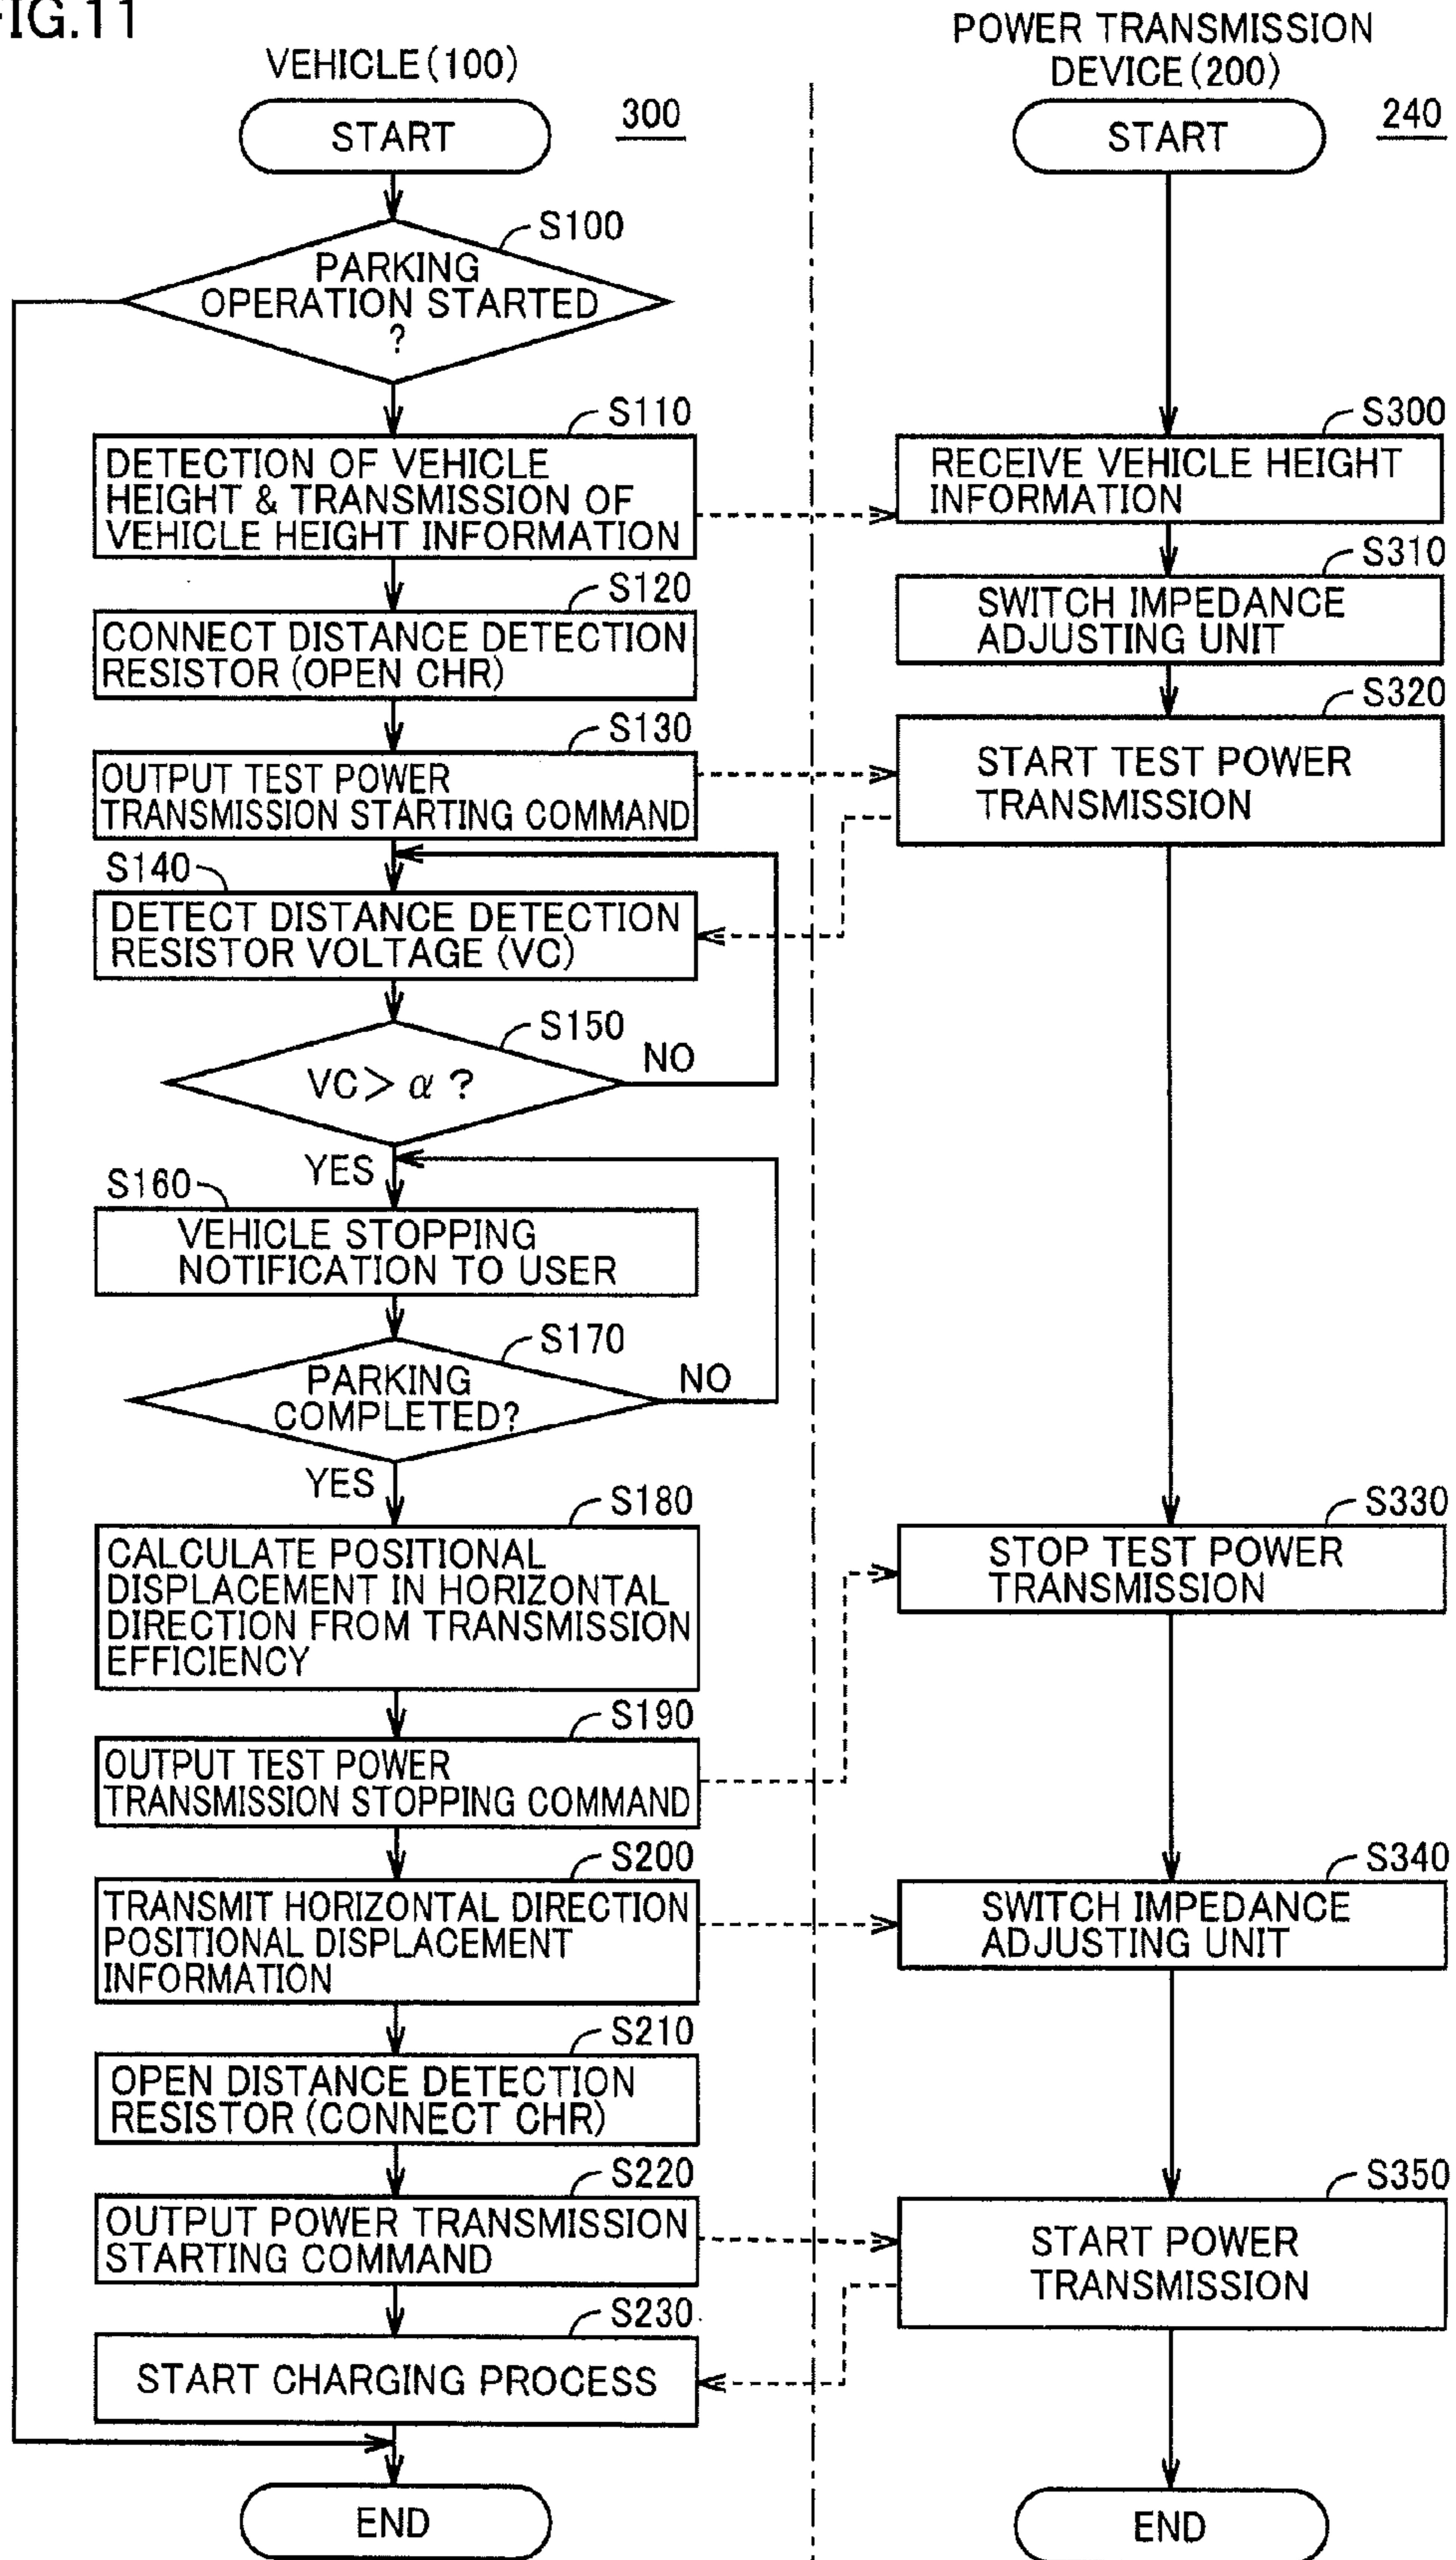 FIG.11
VEHICLE(100)
300
START
S100
PARKING
OPERATION STARTED
?
S110
DETECTION OF VEHICLE
HEIGHT & TRANSMISSION OF
VEHICLE HEIGHT INFORMATION
S120
CONNECT DISTANCE DETECTION
RESISTOR (OPEN CHR)
S130
OUTPUT TEST POWER
TRANSMISSION STARTING COMMAND
S140
DETECT DISTANCE DETECTION
RESISTOR VOLTAGE (VC)
S150
VC> α ?
NO
YES
S160
VEHICLE STOPPING
NOTIFICATION TO USER
S170
PARKING
COMPLETED?
NO
YES
S180
CALCULATE POSITIONAL
DISPLACEMENT IN HORIZONTAL
DIRECTION FROM TRANSMISSION
EFFICIENCY
S190
OUTPUT TEST POWER
TRANSMISSION STOPPING COMMAND
S200
TRANSMIT HORIZONTAL DIRECTION
POSITIONAL DISPLACEMENT
INFORMATION
S210
OPEN DISTANCE DETECTION
RESISTOR (CONNECT CHR)
S220
OUTPUT POWER TRANSMISSION
STARTING COMMAND
S230
START CHARGING PROCESS
END
POWER TRANSMISSION
DEVICE(200)
240
START
S300
RECEIVE VEHICLE HEIGHT
INFORMATION
S310
SWITCH IMPEDANCE
ADJUSTING UNIT
S320
START TEST POWER
TRANSMISSION
S330
STOP TEST POWER
TRANSMISSION
S340
SWITCH IMPEDANCE
ADJUSTING UNIT
S350
START POWER
TRANSMISSION
END